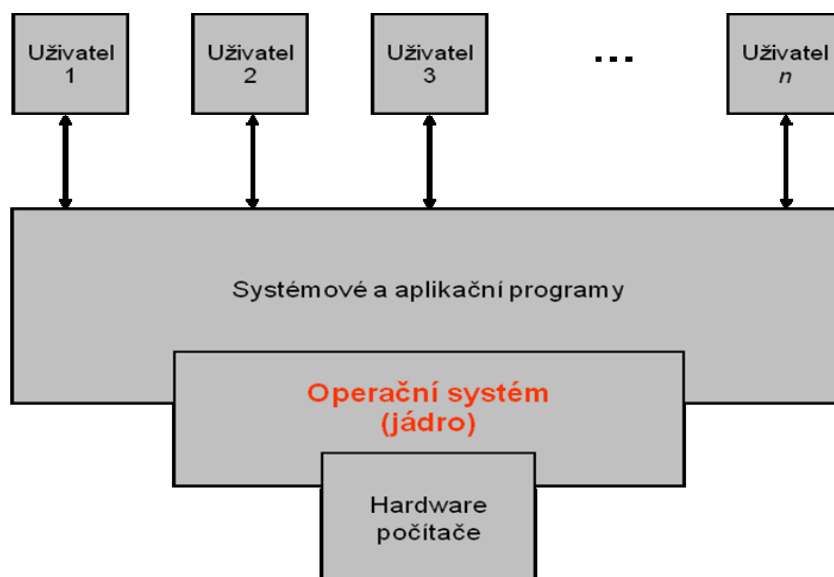 Uživatel
1
Uživatel
2
Uživatel
3
...
Uživatel
n
Systémové a aplikační programy
Operační systém
(jádro)
Hardware
počítače